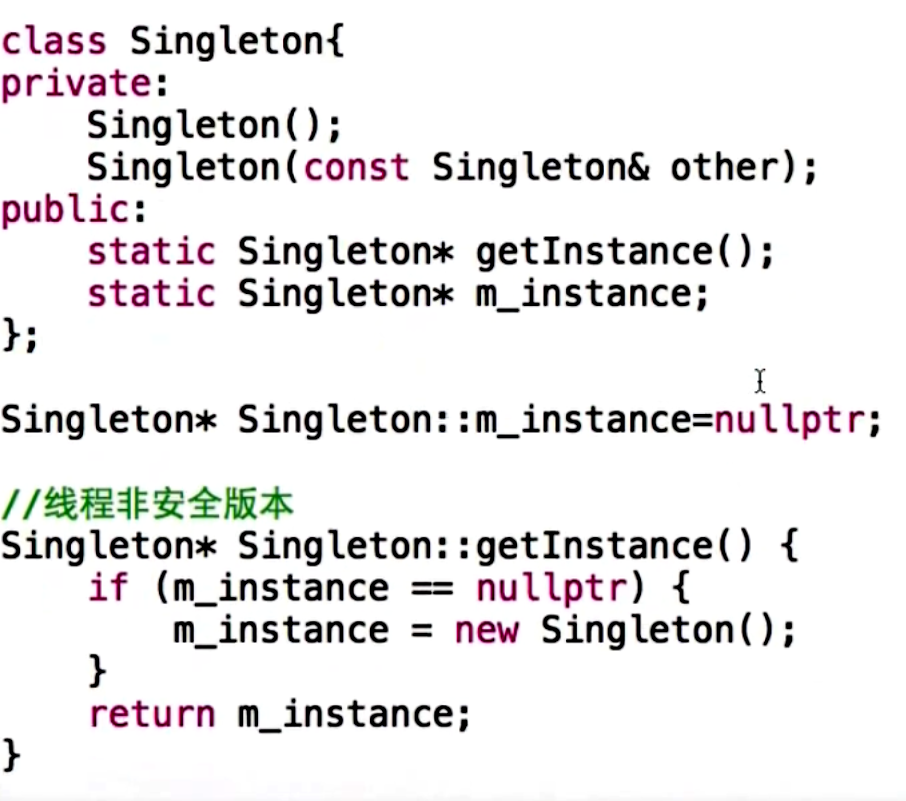 class Singleton{
private:
    Singleton();
    Singleton(const Singleton& other);
public:
    static Singleton* getInstance();
    static Singleton* m_instance;
};
Singleton* Singleton::m_instance=nullptr;
//线程非安全版本
Singleton* Singleton::getInstance() {
    if (m_instance == nullptr) {
        m_instance = new Singleton();
    }
    return m_instance;
}